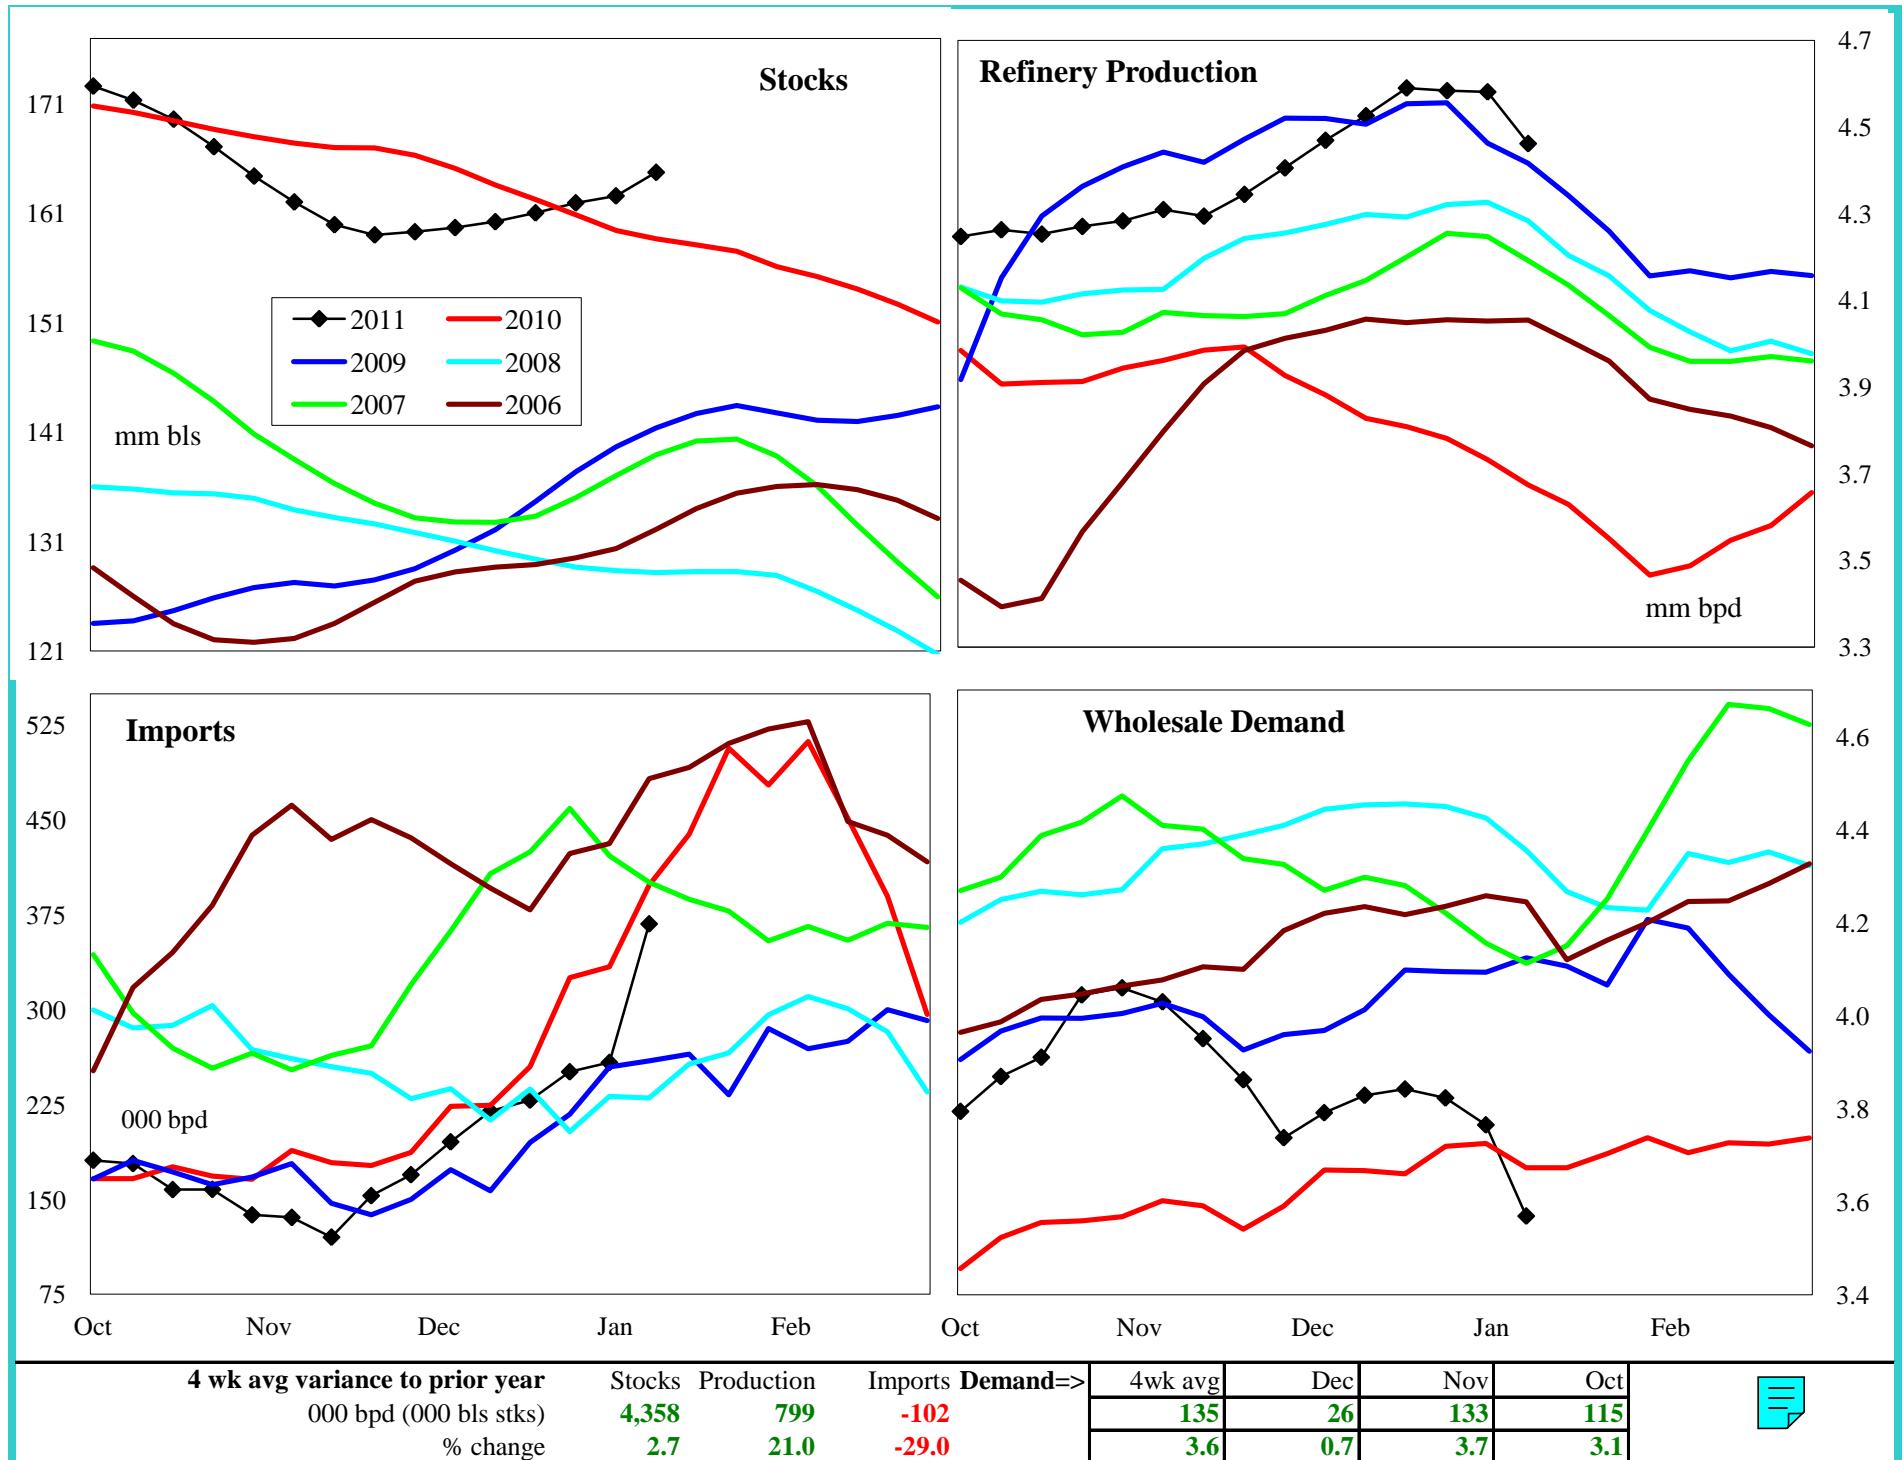 Stocks
171
161
151
141
131
121
2011 2010
2009 2008
2007 2006
mm bls
Refinery Production
4.7
4.5
4.3
4.1
3.9
3.7
3.5
3.3
mm bpd
Imports
525
450
375
300
225
150
75
000 bpd
Oct Nov Dec Jan Feb
Wholesale Demand
4.6
4.4
4.2
4.0
3.8
3.6
3.4
Oct Nov Dec Jan Feb
4 wk avg variance to prior year Stocks Production Imports Demand=> 4wk avg Dec Nov Oct
000 bpd (000 bls stks) 4,358 799 -102 135 26 133 115
% change 2.7 21.0 -29.0 3.6 0.7 3.7 3.1